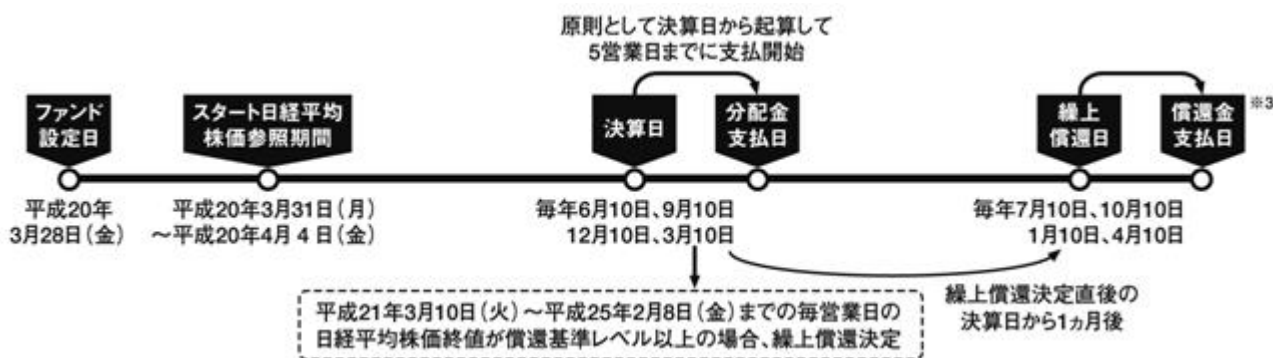 原則として決算日から起算して
5営業日までに支払開始
ファンド
設定日
スタート日経平均
株価参照期間
決算日
分配金
支払日
繰上
償還日
償還金
支払日
※3
平成20年
3月28日(金)
平成20年3月31日(月)
~平成20年4月4日(金)
毎年6月10日、9月10日
12月10日、3月10日
毎年7月10日、10月10日
1月10日、4月10日
平成21年3月10日(火)~平成25年2月8日(金)までの毎営業日の
日経平均株価終値が償還基準レベル以上の場合、繰上償還決定
繰上償還決定直後の
決算日から1ヵ月後